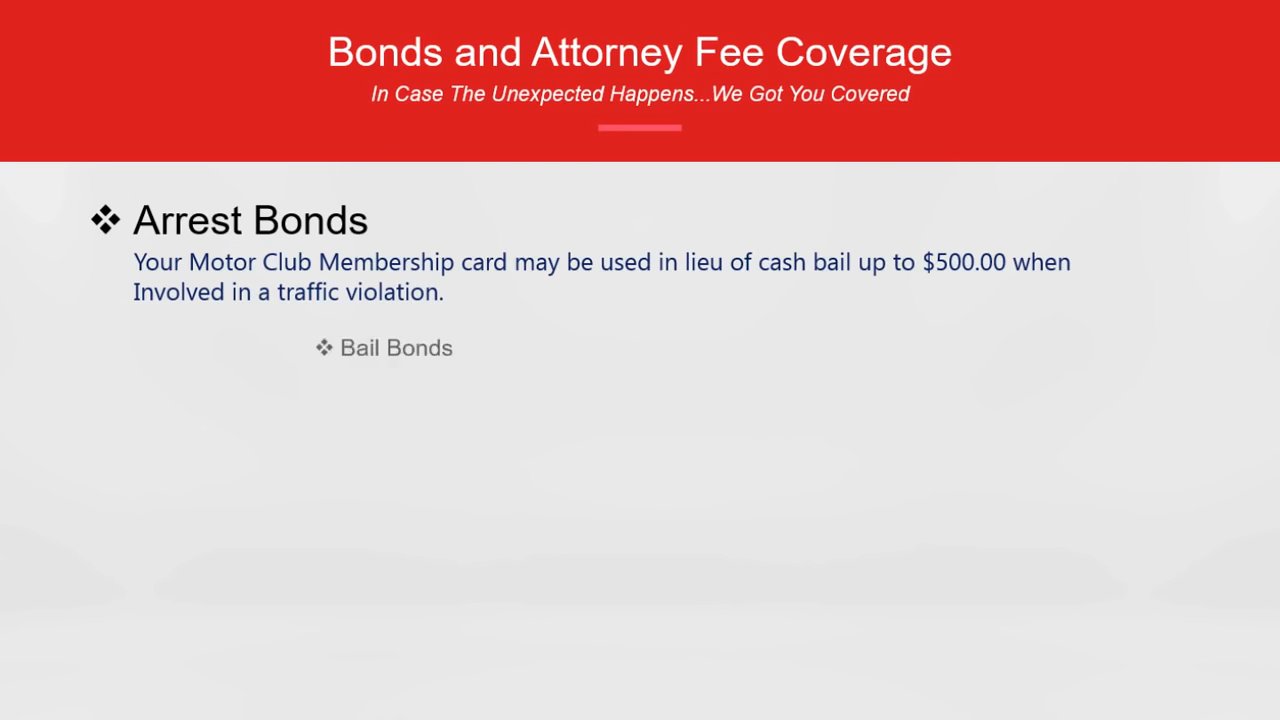 Bonds and Attorney Fee Coverage
In Case The Unexpected Happens...We Got You Covered
❖ Arrest Bonds
Your Motor Club Membership card may be used in lieu of cash bail up to $500.00 when
Involved in a traffic violation.
❖ Bail Bonds